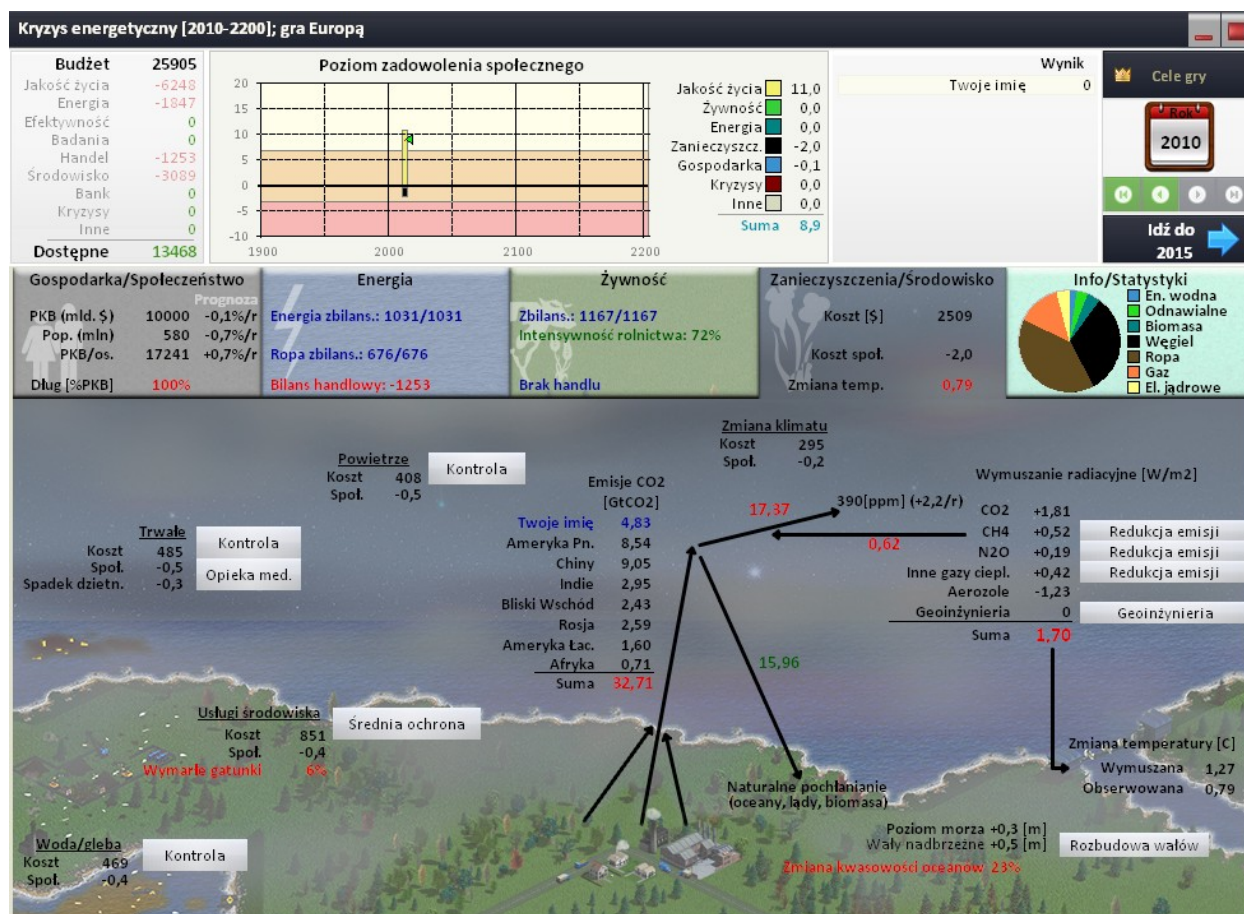 Kryzys energetyczny [2010-2200]; gra Europą
Budżet 25905
Jakość życia -6248
Energia -1847
Efektywność 0
Badania 0
Handel -1253
Środowisko -3089
Bank 0
Kryzysy 0
Inne 0
Dostępne 13468
Poziom zadowolenia społecznego
20
15
10
5
0
-5
-10
1900 2000 2100 2200
Jakość życia 11,0
Żywność 0,0
Energia 0,0
Zanieczyszcz. -2,0
Gospodarka -0,1
Kryzysy 0,0
Inne 0,0
Suma 8,9
Wynik
Twoje imię 0
Cele gry
Rok
2010
Idź do
2015
Gospodarka/Społeczeństwo
Prognoza
PKB (mld. $) 10000 -0,1%/r
Pop. (mln) 580 -0,7%/r
PKB/os. 17241 +0,7%/r
Dług [%PKB] 100%
Energia
Energia zbilans.: 1031/1031
Ropa zbilans.: 676/676
Bilans handlowy: -1253
Żywność
Zbilans.: 1167/1167
Intensywność rolnictwa: 72%
Brak handlu
Zanieczyszczenia/Środowisko
Koszt [$] 2509
Koszt społ. -2,0
Zmiana temp. 0,79
Info/Statystyki
En. wodna
Odnawialne
Biomasa
Węgiel
Ropa
Gaz
El. jądrowe
Zmiana klimatu
Koszt 295
Społ. -0,2
Powietrze
Koszt 408
Społ. -0,5
Kontrola
Trwałe
Koszt 485
Społ. -0,5
Spadek dzietn. -0,3
Kontrola
Opieka med.
Emisje CO2
[GtCO2]
Twoje imię 4,83
Ameryka Pn. 8,54
Chiny 9,05
Indie 2,95
Bliski Wschód 2,43
Rosja 2,59
Ameryka Łac. 1,60
Afryka 0,71
Suma 32,71
17,37
390[ppm] (+2,2/r)
0,62
15,96
Wymuszanie radiacyjne [W/m2]
CO2 +1,81
CH4 +0,52 Redukcja emisji
N2O +0,19 Redukcja emisji
Inne gazy ciepl. +0,42 Redukcja emisji
Aerozole -1,23
Geoinżynieria 0 Geoinżynieria
Suma 1,70
Usługi środowiska
Koszt 851
Społ. -0,4
Wymarłe gatunki 6%
Średnia ochrona
Zmiana temperatury [C]
Wymuszana 1,27
Obserwowana 0,79
Naturalne pochłanianie
(oceany, lądy, biomasa)
Poziom morza +0,3 [m]
Wały nadbrzeżne +0,5 [m]
Rozbudowa wałów
Zmiana kwasowości oceanów 23%
Woda/gleba
Koszt 469
Społ. -0,4
Kontrola